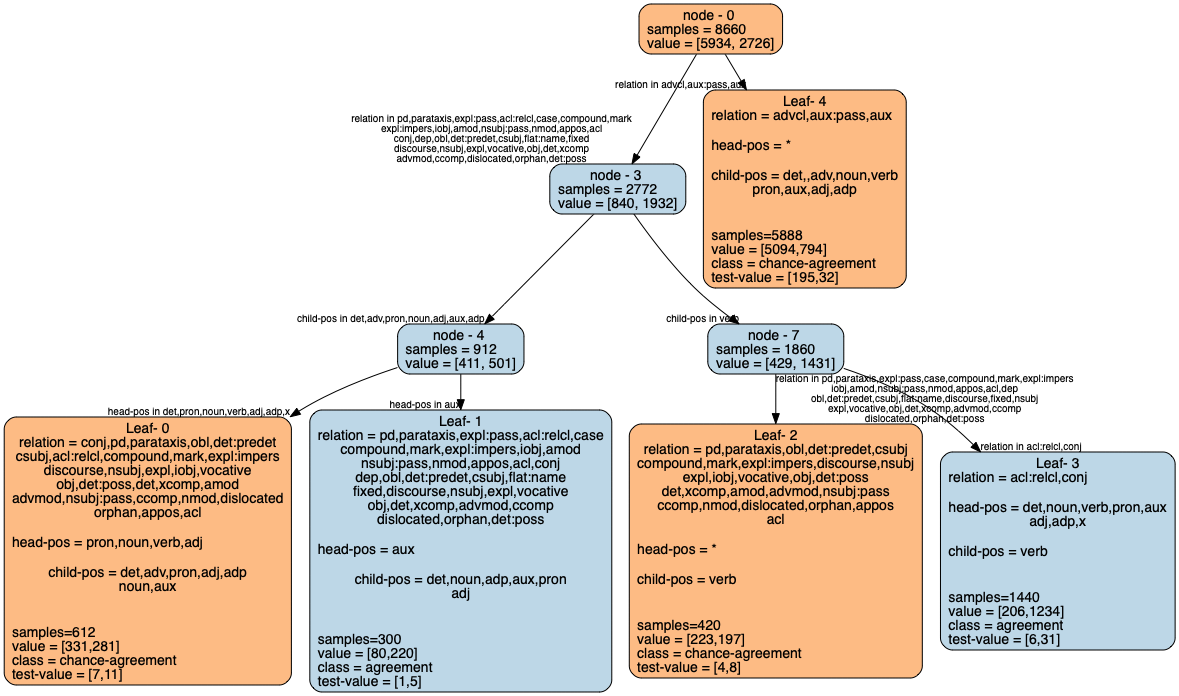 node - 0
samples = 8660
value = [5934, 2726]
relation in advcl,aux:pass,aux
relation in pd,parataxis,expl:pass,acl:relcl,case,compound,mark
expl:impers,iobj,amod,nsubj:pass,nmod,appos,acl
conj,dep,obl,det:predet,csubj,flat:name,fixed
discourse,nsubj,expl,vocative,obj,det,xcomp
advmod,ccomp,dislocated,orphan,det:poss
Leaf- 4
relation = advcl,aux:pass,aux
head-pos = *
child-pos = det,,adv,noun,verb
pron,aux,adj,adp
samples=5888
value = [5094,794]
class = chance-agreement
test-value = [195,32]
node - 3
samples = 2772
value = [840, 1932]
child-pos in det,adv,pron,noun,adj,aux,adp
child-pos in verb
node - 4
samples = 912
value = [411, 501]
node - 7
samples = 1860
value = [429, 1431]
head-pos in det,pron,noun,verb,adj,adp,x
head-pos in aux
relation in pd,parataxis,expl:pass,case,compound,mark,expl:impers
iobj,amod,nsubj:pass,nmod,appos,acl,dep
obl,det:predet,csubj,flat:name,discourse,fixed,nsubj
expl,vocative,obj,det,xcomp,advmod,ccomp
dislocated,orphan,det:poss
relation in acl:relcl,conj
Leaf- 0
relation = conj,pd,parataxis,obl,det:predet
csubj,acl:relcl,compound,mark,expl:impers
discourse,nsubj,expl,iobj,vocative
obj,det:poss,det,xcomp,amod
advmod,nsubj:pass,ccomp,nmod,dislocated
orphan,appos,acl
head-pos = pron,noun,verb,adj
child-pos = det,adv,pron,adj,adp
noun,aux
samples=612
value = [331,281]
class = chance-agreement
test-value = [7,11]
Leaf- 1
relation = pd,parataxis,expl:pass,acl:relcl,case
compound,mark,expl:impers,iobj,amod
nsubj:pass,nmod,appos,acl,conj
dep,obl,det:predet,csubj,flat:name
fixed,discourse,nsubj,expl,vocative
obj,det,xcomp,advmod,ccomp
dislocated,orphan,det:poss
head-pos = aux
child-pos = det,noun,adp,aux,pron
adj
samples=300
value = [80,220]
class = agreement
test-value = [1,5]
Leaf- 2
relation = pd,parataxis,obl,det:predet,csubj
compound,mark,expl:impers,discourse,nsubj
expl,iobj,vocative,obj,det:poss
det,xcomp,amod,advmod,nsubj:pass
ccomp,nmod,dislocated,orphan,appos
acl
head-pos = *
child-pos = verb
samples=420
value = [223,197]
class = chance-agreement
test-value = [4,8]
Leaf- 3
relation = acl:relcl,conj
head-pos = det,noun,verb,pron,aux
adj,adp,x
child-pos = verb
samples=1440
value = [206,1234]
class = agreement
test-value = [6,31]